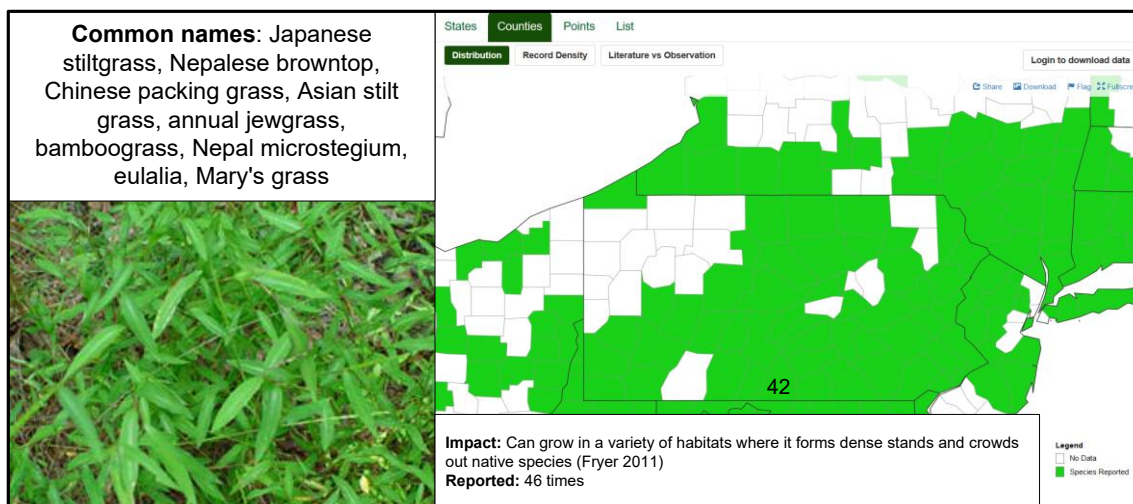 Common names: Japanese
stiltgrass, Nepalese browntop,
Chinese packing grass, Asian stilt
grass, annual jewgrass,
bamboograss, Nepal microstegium,
eulalia, Mary's grass
States Counties Points List
Distribution Record Density Literature vs Observation
Login to download data
Share Download Flag Fullscre
42
Impact: Can grow in a variety of habitats where it forms dense stands and crowds
out native species (Fryer 2011)
Reported: 46 times
Legend
No Data
Species Reported